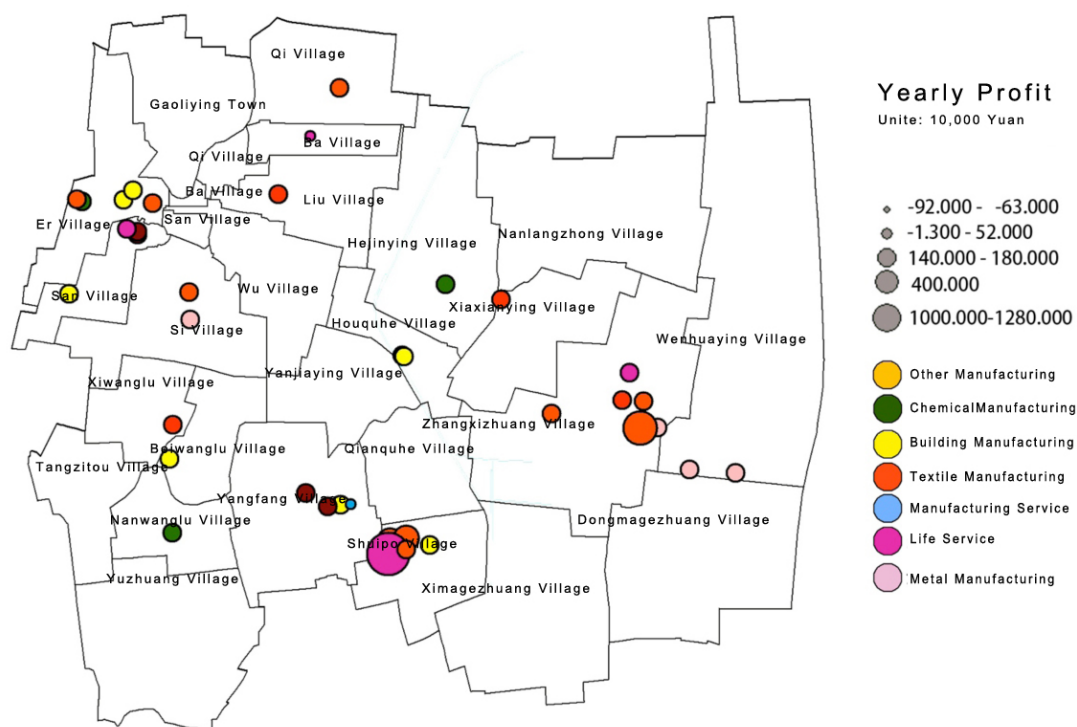 Qi Village
Gaoliying Town
Ba Village
Qi Village
Ba Village
Liu Village
Er Village
San Village
Hejinying Village
Nanlangzhong Village
San Village
Wu Village
Xiaxianying Village
Si Village
Houquhe Village
Wenhuaying Village
Yanjiaying Village
Xiwanglu Village
Zhangxizhuang Village
Beiwanglu Village
Qianquhe Village
Tangzitou Village
Yangfang Village
Nanwanglu Village
Dongmagezhuang Village
Shuipo Village
Yuzhuang Village
Ximagezhuang Village
Yearly Profit
Unite: 10,000 Yuan
-92.000 - -63.000
-1.300 - 52.000
140.000 - 180.000
400.000
1000.000-1280.000
Other Manufacturing
ChemicalManufacturing
Building Manufacturing
Textile Manufacturing
Manufacturing Service
Life Service
Metal Manufacturing